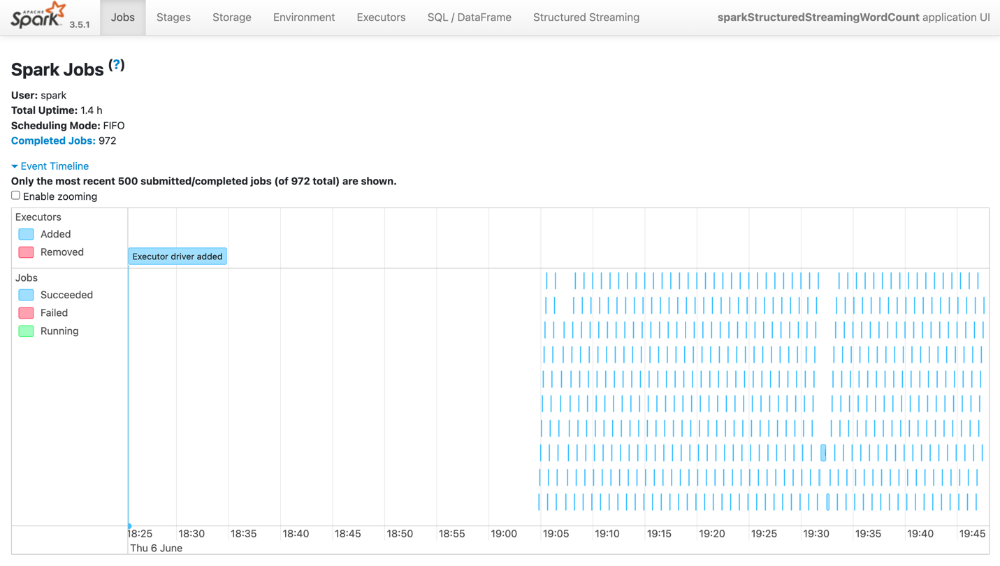 APACHE
Spark 3.5.1
Jobs
Stages
Storage
Environment
Executors
SQL / DataFrame
Structured Streaming
sparkStructuredStreamingWordCount application UI
Spark Jobs (?)
User: spark
Total Uptime: 1.4 h
Scheduling Mode: FIFO
Completed Jobs: 972
Event Timeline
Only the most recent 500 submitted/completed jobs (of 972 total) are shown.
Enable zooming
Executors
Added
Removed
Executor driver added
Jobs
Succeeded
Failed
Running
18:25 18:30 18:35 18:40 18:45 18:50 18:55 19:00 19:05 19:10 19:15 19:20 19:25 19:30 19:35 19:40 19:45
Thu 6 June